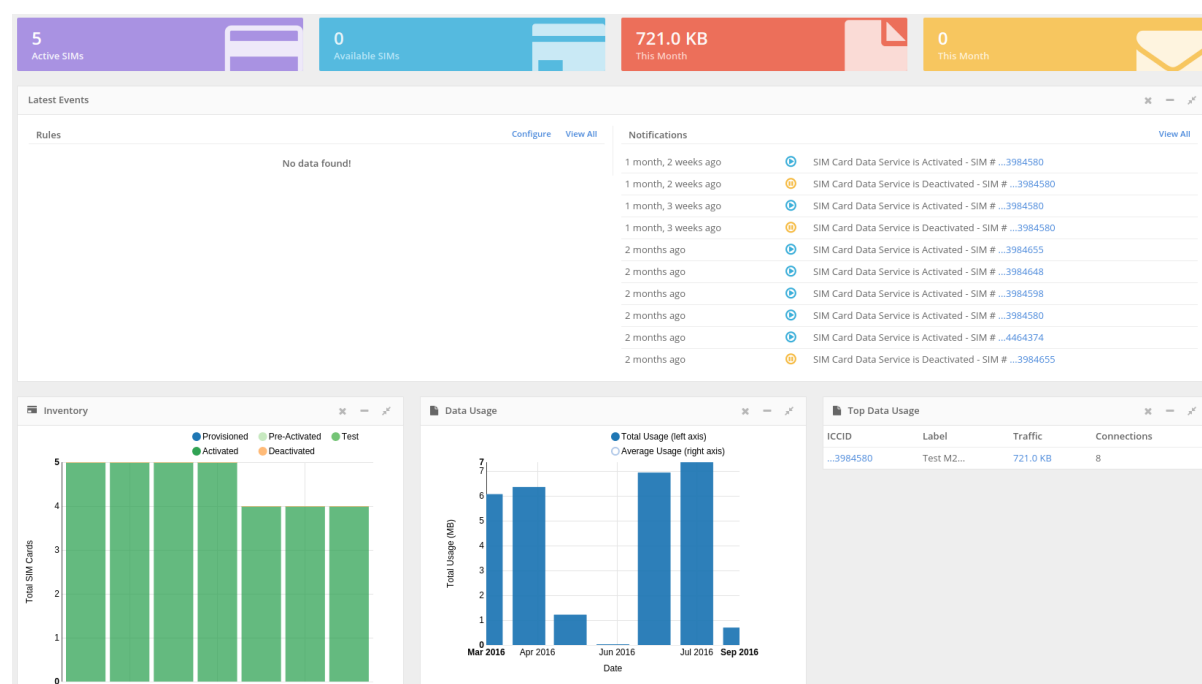 5
Active SIMs
0
Available SIMs
721.0 KB
This Month
0
This Month
Latest Events
Rules
Configure View All
No data found!
Notifications
View All
1 month, 2 weeks ago SIM Card Data Service is Activated - SIM # ...3984580
1 month, 2 weeks ago SIM Card Data Service is Deactivated - SIM # ...3984580
1 month, 3 weeks ago SIM Card Data Service is Activated - SIM # ...3984580
1 month, 3 weeks ago SIM Card Data Service is Deactivated - SIM # ...3984580
2 months ago SIM Card Data Service is Activated - SIM # ...3984655
2 months ago SIM Card Data Service is Activated - SIM # ...3984648
2 months ago SIM Card Data Service is Activated - SIM # ...3984598
2 months ago SIM Card Data Service is Activated - SIM # ...3984580
2 months ago SIM Card Data Service is Activated - SIM # ...4464374
2 months ago SIM Card Data Service is Deactivated - SIM # ...3984655
Inventory
Provisioned Pre-Activated Test
Activated Deactivated
5
4
3
2
1
0
Total SIM Cards
Data Usage
Total Usage (left axis)
Average Usage (right axis)
7
7
6
5
4
3
2
1
0
Total Usage (MB)
Mar 2016 Apr 2016 Jun 2016 Jul 2016 Sep 2016
Date
Top Data Usage
ICCID Label Traffic Connections
...3984580 Test M2... 721.0 KB 8